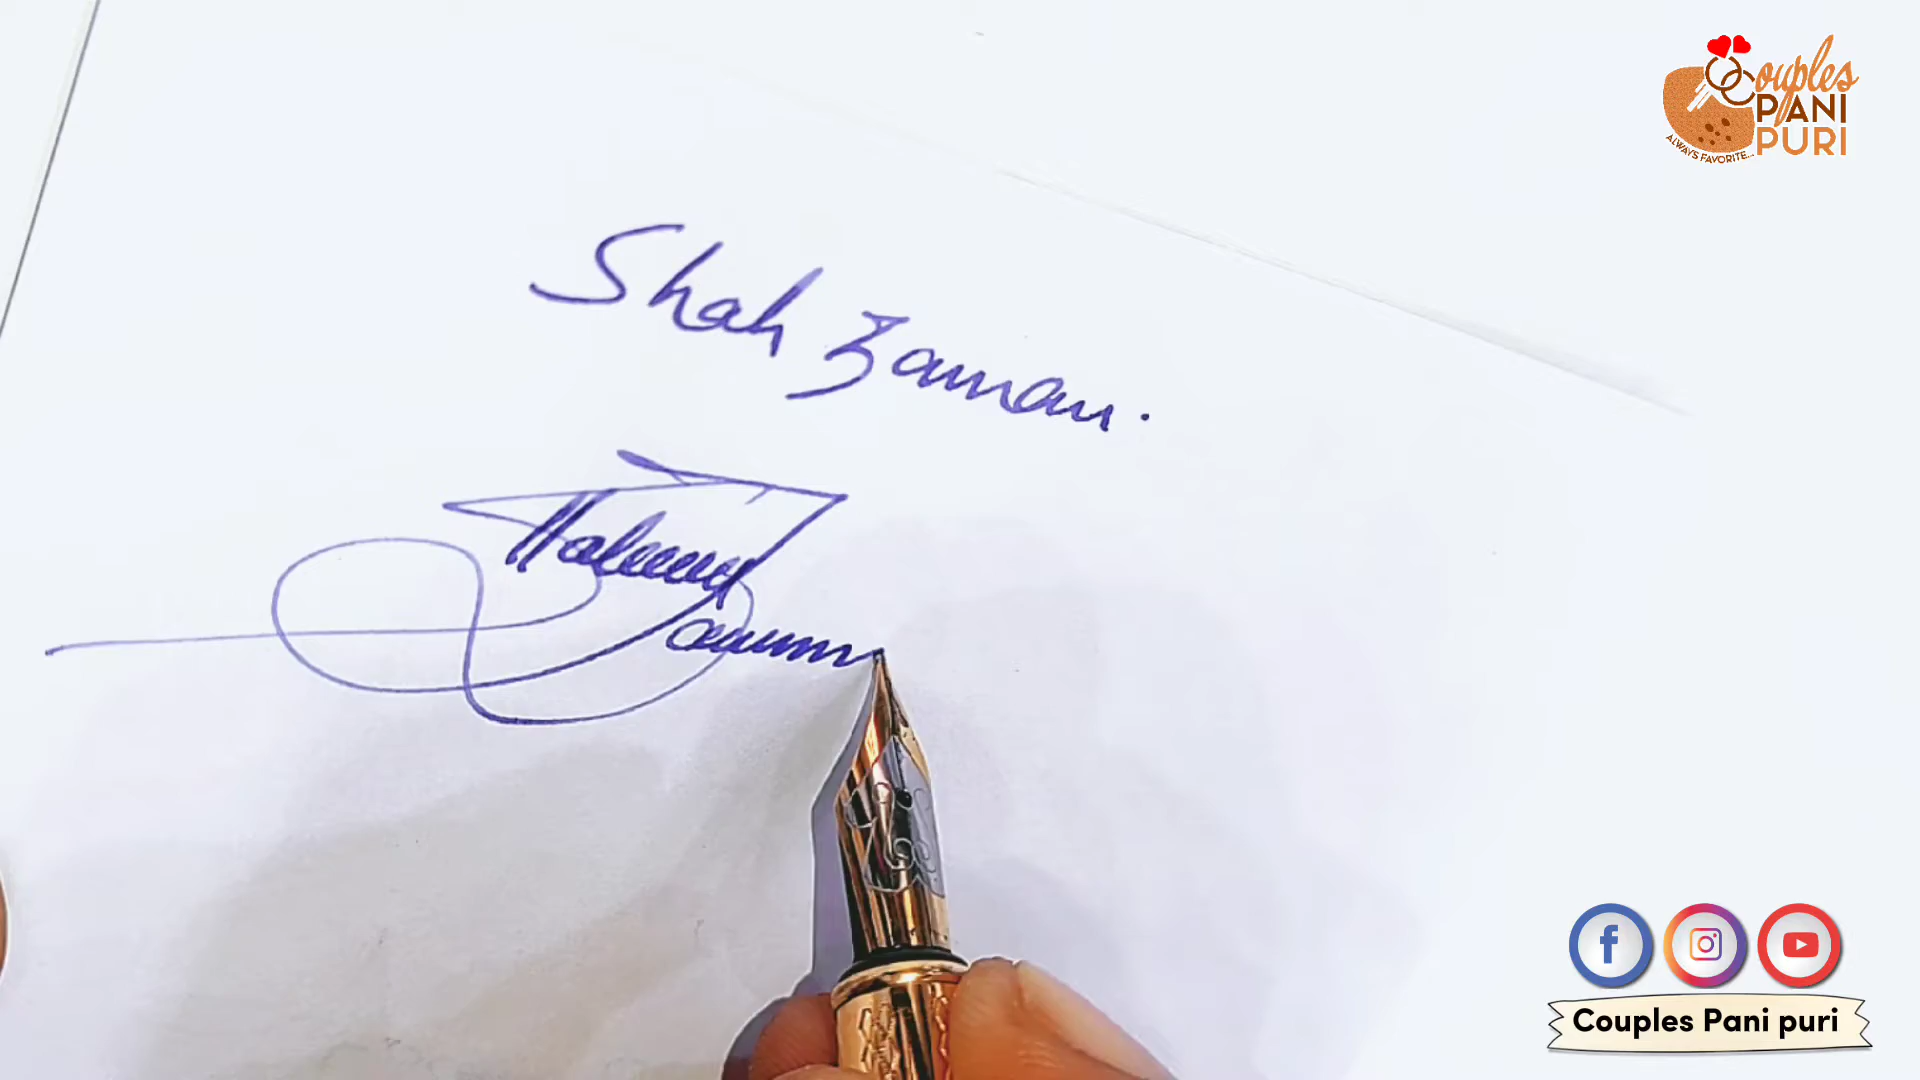 Couples
PANI
PURI
ALWAYS FAVORITE...
Shah Zaman.
Couples Pani puri